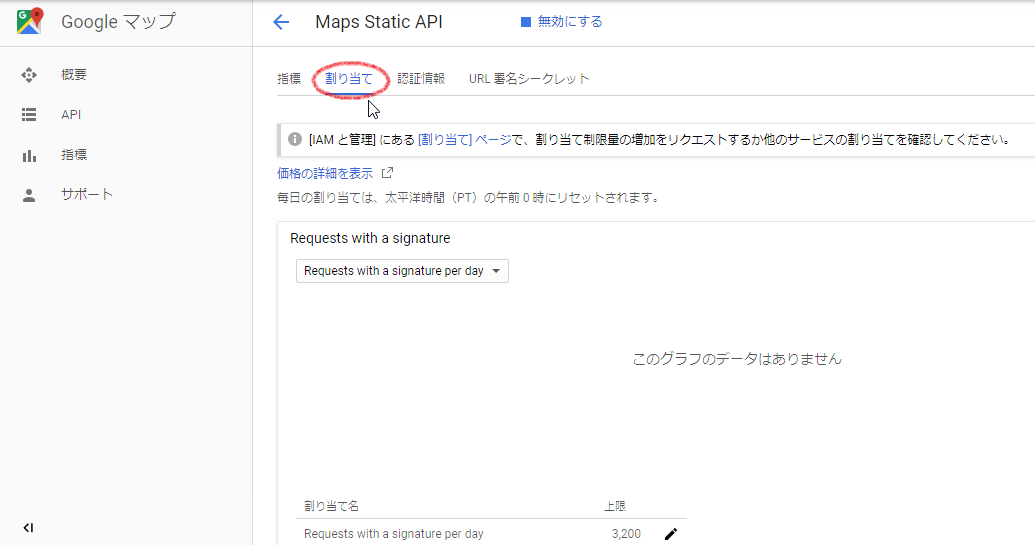 Google マップ
Maps Static API
無効にする
概要
API
指標
サポート
指標 割り当て 認証情報 URL 署名シークレット
[IAM と管理] にある [割り当て] ページで、割り当て制限量の増加をリクエストするか他のサービスの割り当てを確認してください。
価格の詳細を表示
毎日の割り当ては、太平洋時間（PT）の午前 0 時にリセットされます。
Requests with a signature
Requests with a signature per day
このグラフのデータはありません
割り当て名 上限
Requests with a signature per day 3,200